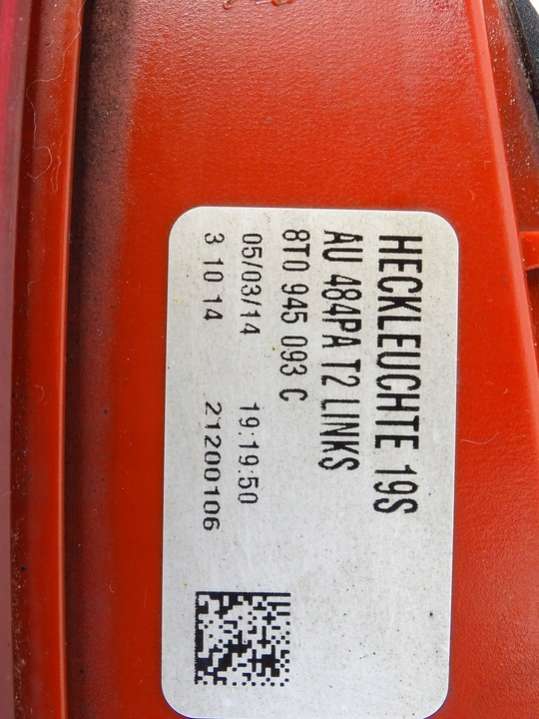 HECKLEUCHTE 19S
AU 484PA T2 LINKS
8T0 945 093 C
05/03/14 19:19:50
3 10 14 21200106